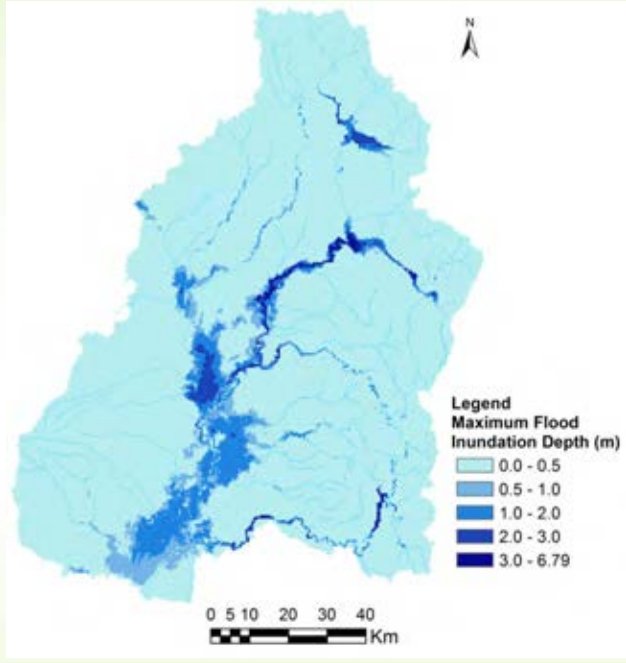 N
Legend
Maximum Flood
Inundation Depth (m)
0.0 - 0.5
0.5 - 1.0
1.0 - 2.0
2.0 - 3.0
3.0 - 6.79
0 5 10 20 30 40
Km